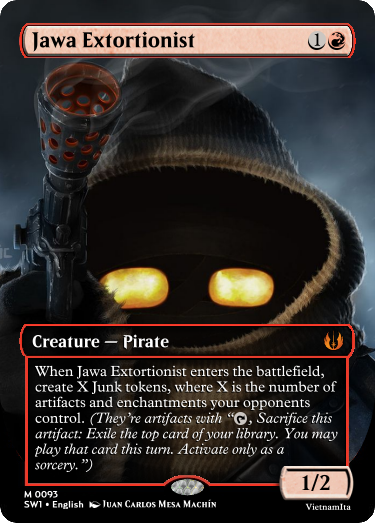 Jawa Extortionist 1
Creature — Pirate
When Jawa Extortionist enters the battlefield,
create X Junk tokens, where X is the number of
artifacts and enchantments your opponents
control. (They're artifacts with “, Sacrifice this
artifact: Exile the top card of your library. You may
play that card this turn. Activate only as a
sorcery.”)
1/2
M 0093
SW1 • English Juan Carlos Mesa Machín
VietnamIta